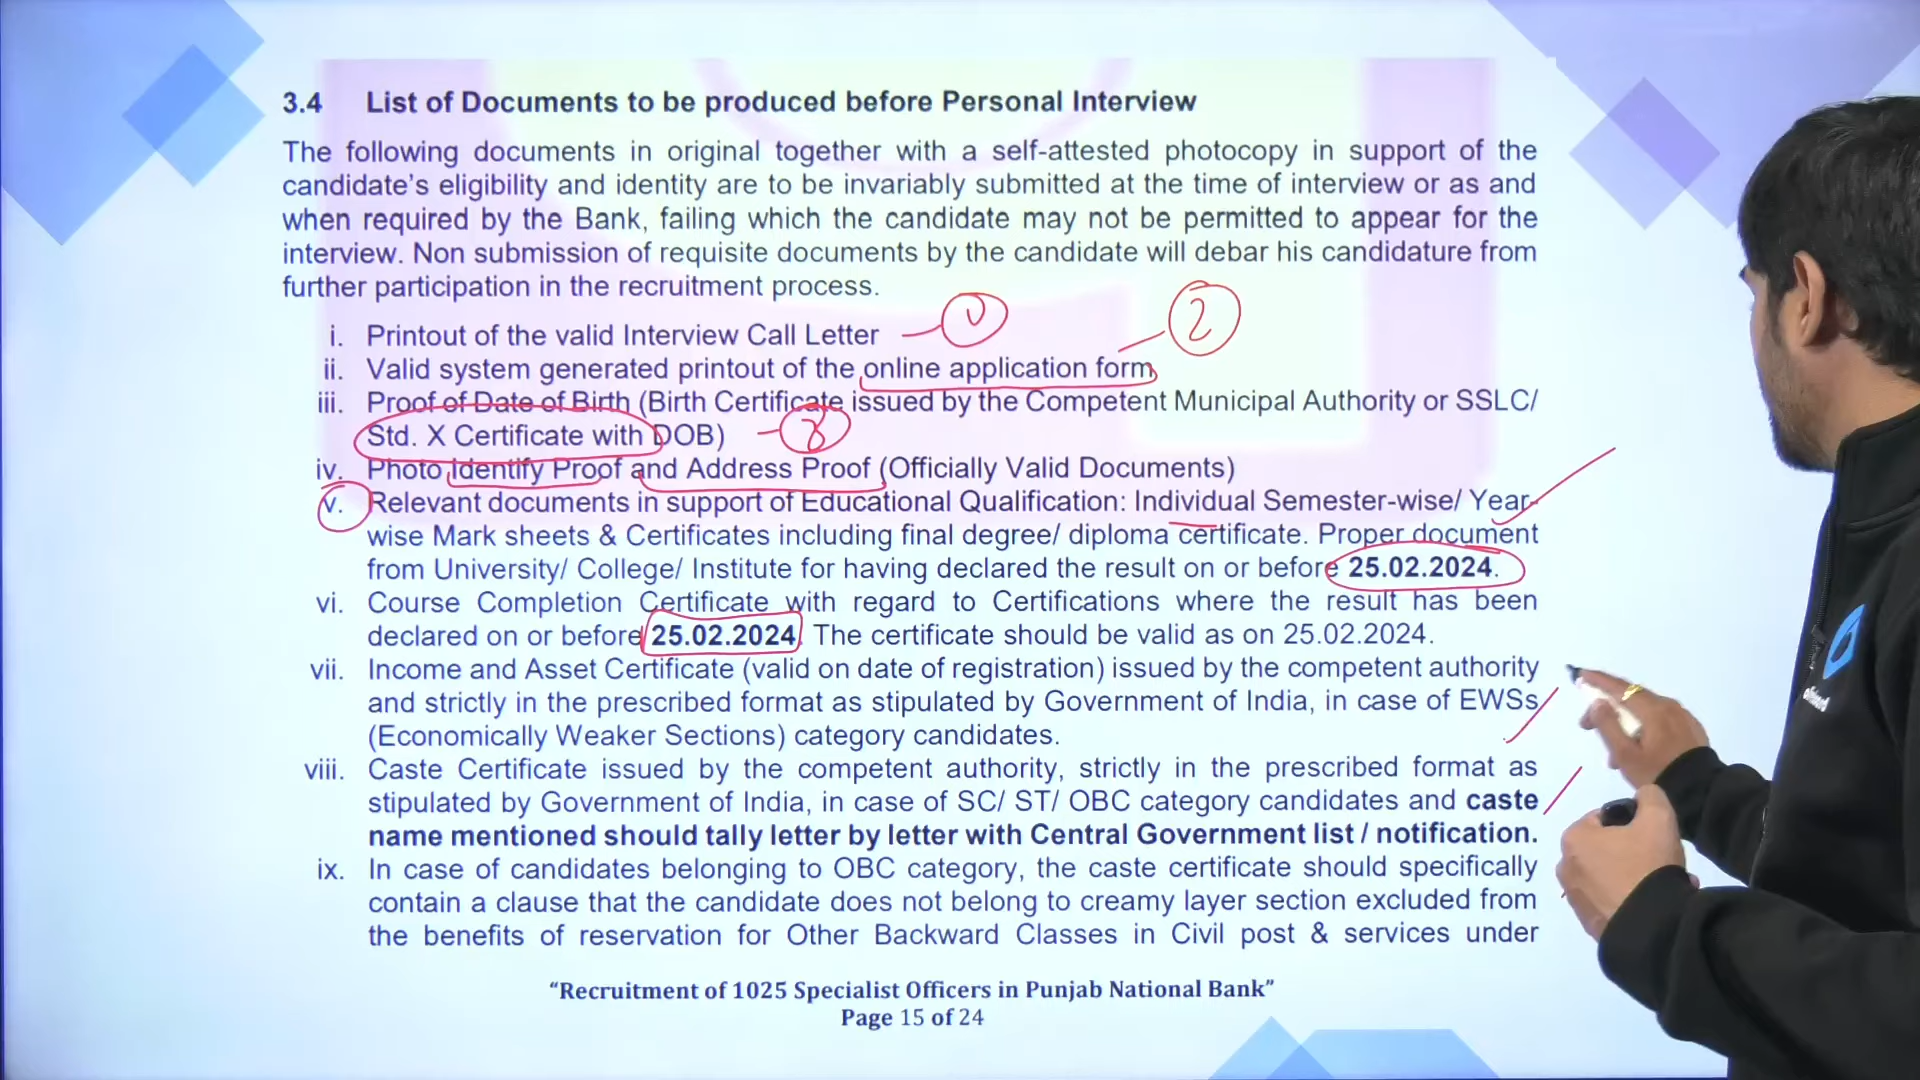 3.4 List of Documents to be produced before Personal Interview
The following documents in original together with a self-attested photocopy in support of the
candidate's eligibility and identity are to be invariably submitted at the time of interview or as and
when required by the Bank, failing which the candidate may not be permitted to appear for the
interview. Non submission of requisite documents by the candidate will debar his candidature from
further participation in the recruitment process.
i. Printout of the valid Interview Call Letter
2
ii. Valid system generated printout of the online application form
iii. Proof of Date of Birth (Birth Certificate issued by the Competent Municipal Authority or SSLC/
Std. X Certificate with DOB)
iv. Photo Identify Proof and Address Proof (Officially Valid Documents)
v. Relevant documents in support of Educational Qualification: Individual Semester-wise/ Year-
wise Mark sheets & Certificates including final degree/ diploma certificate. Proper document
from University/ College/ Institute for having declared the result on or before 25.02.2024.
vi. Course Completion Certificate with regard to Certifications where the result has been
declared on or before 25.02.2024. The certificate should be valid as on 25.02.2024.
vii. Income and Asset Certificate (valid on date of registration) issued by the competent authority
and strictly in the prescribed format as stipulated by Government of India, in case of EWSs
(Economically Weaker Sections) category candidates.
viii. Caste Certificate issued by the competent authority, strictly in the prescribed format as
stipulated by Government of India, in case of SC/ ST/ OBC category candidates and caste
name mentioned should tally letter by letter with Central Government list / notification.
ix. In case of candidates belonging to OBC category, the caste certificate should specifically
contain a clause that the candidate does not belong to creamy layer section excluded from
the benefits of reservation for Other Backward Classes in Civil post & services under
“Recruitment of 1025 Specialist Officers in Punjab National Bank”
Page 15 of 24